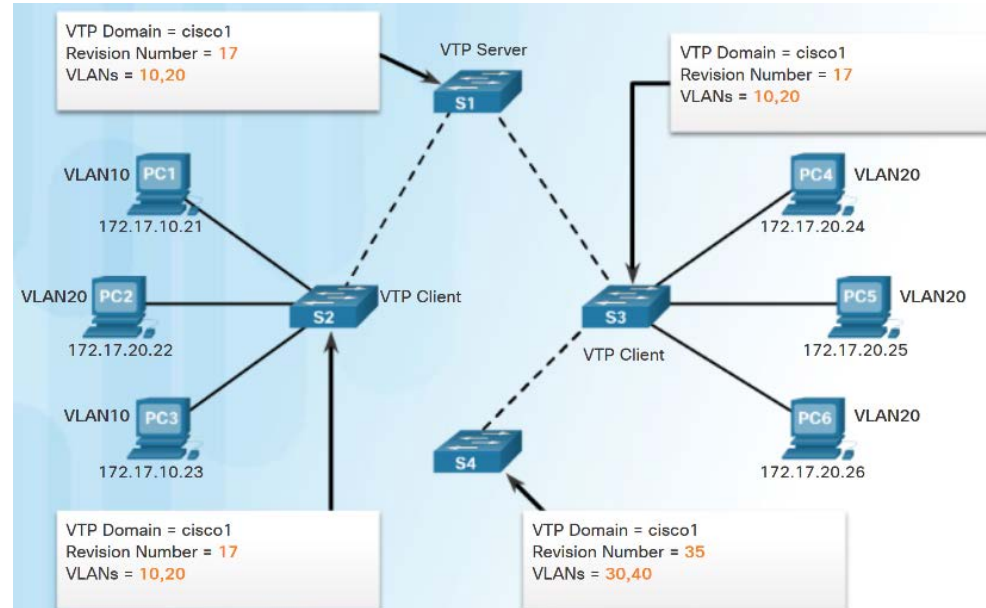 VTP Domain = cisco1
Revision Number = 17
VLANs = 10,20
VTP Server
S1
VTP Domain = cisco1
Revision Number = 17
VLANs = 10,20
VLAN10
PC1
172.17.10.21
PC4
VLAN20
172.17.20.24
VLAN20
PC2
172.17.20.22
S2
VTP Client
S3
VTP Client
PC5
VLAN20
172.17.20.25
VLAN10
PC3
172.17.10.23
S4
PC6
VLAN20
172.17.20.26
VTP Domain = cisco1
Revision Number = 17
VLANs = 10,20
VTP Domain = cisco1
Revision Number = 35
VLANs = 30,40